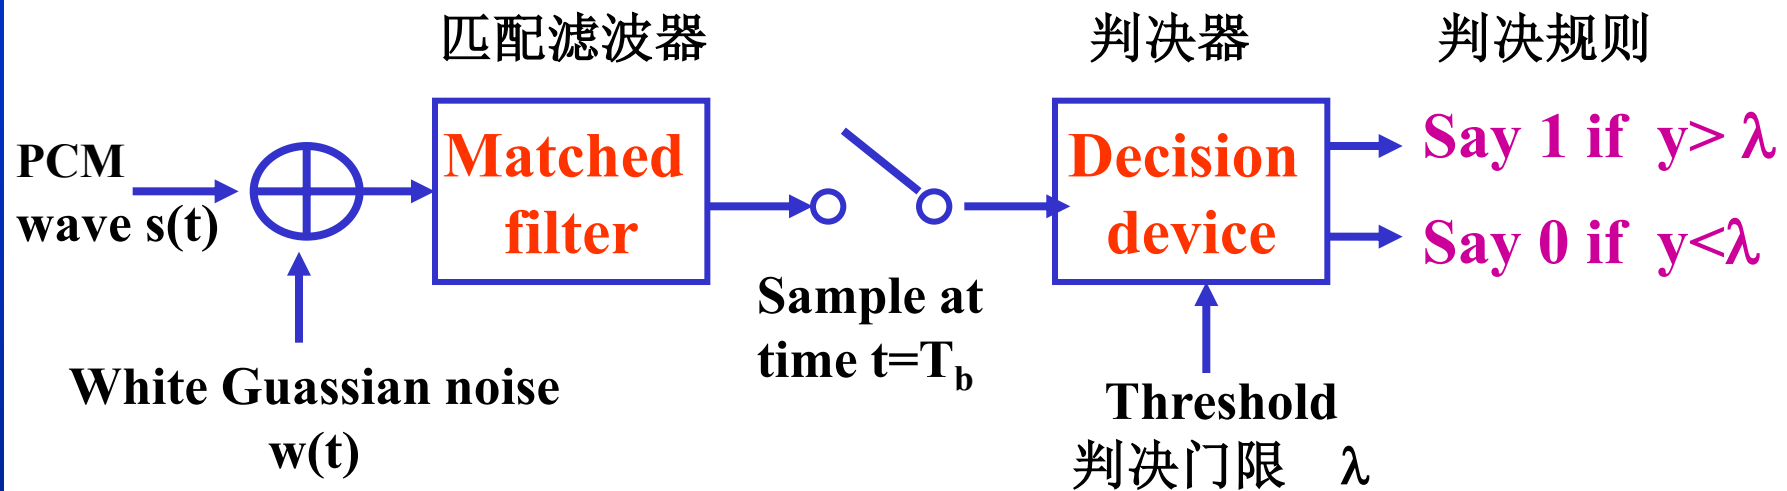 匹配滤波器
判决器
判决规则
PCM
wave s(t)
Matched
filter
Decision
device
Say 1 if y> λ
Say 0 if y<λ
Sample at
time t=Tb
White Guassian noise
w(t)
Threshold
判决门限 λ